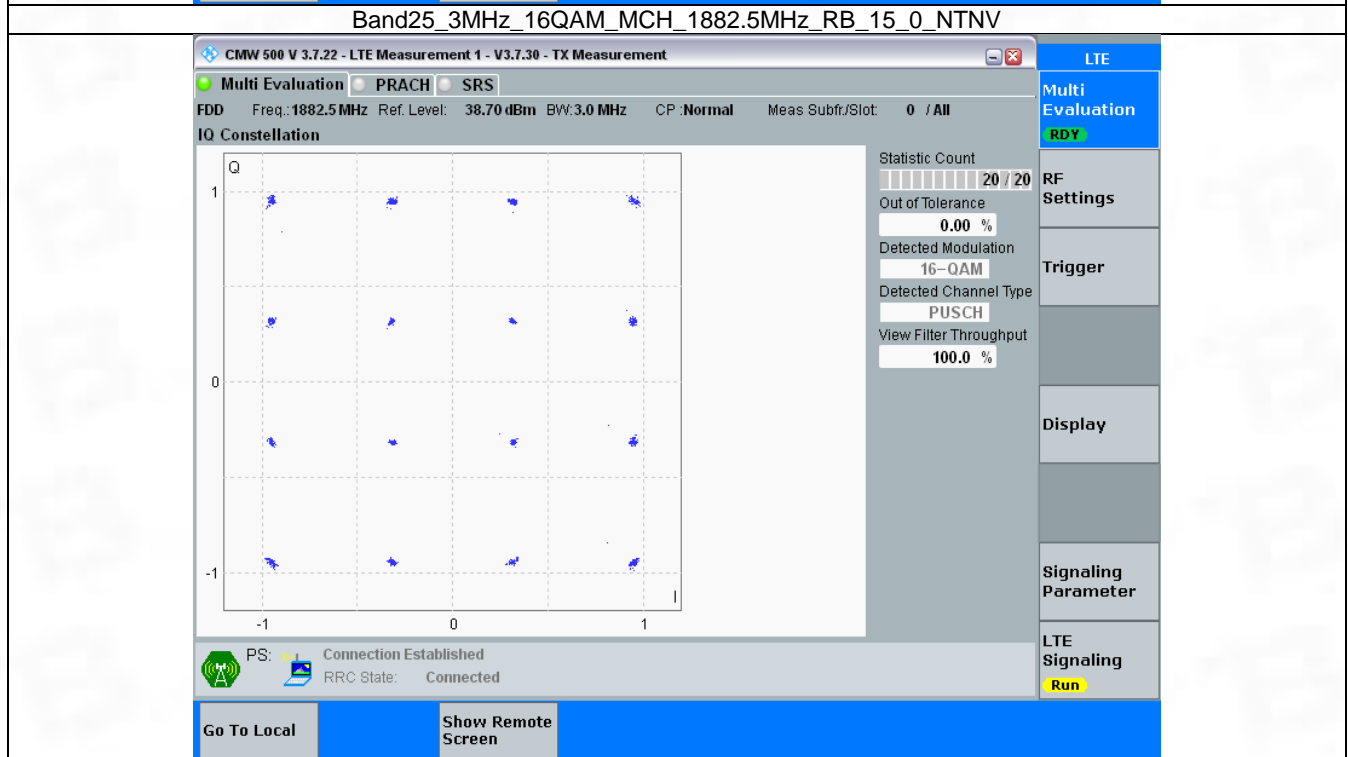 Band25_3MHz_16QAM_MCH_1882.5MHz_RB_15_0_NTNV
CMW 500 V 3.7.22 - LTE Measurement 1 - V3.7.30 - TX Measurement
LTE
Multi Evaluation PRACH SRS
FDD Freq.: 1882.5 MHz Ref. Level: 38.70 dBm BW: 3.0 MHz CP : Normal Meas Subfr./Slot: 0 / All
IQ Constellation
Multi
Evaluation
RDY
Q
1
0
-1
I
-1 0 1
Statistic Count
20 / 20
Out of Tolerance
0.00 %
Detected Modulation
16-QAM
Detected Channel Type
PUSCH
View Filter Throughput
100.0 %
RF
Settings
Trigger
Display
Signaling
Parameter
LTE
Signaling
Run
PS: Connection Established
RRC State: Connected
Go To Local
Show Remote
Screen